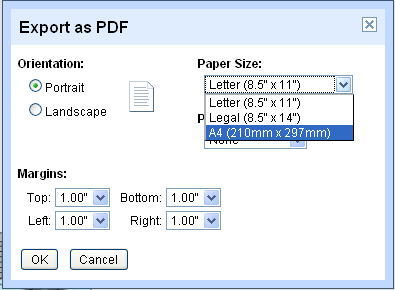 Export as PDF
Orientation:
Portrait
Landscape
Paper Size:
Letter (8.5" x 11")
Letter (8.5" x 11")
Legal (8.5" x 14")
A4 (210mm x 297mm)
P
None
Margins:
Top: 1.00" Bottom: 1.00"
Left: 1.00" Right: 1.00"
OK Cancel